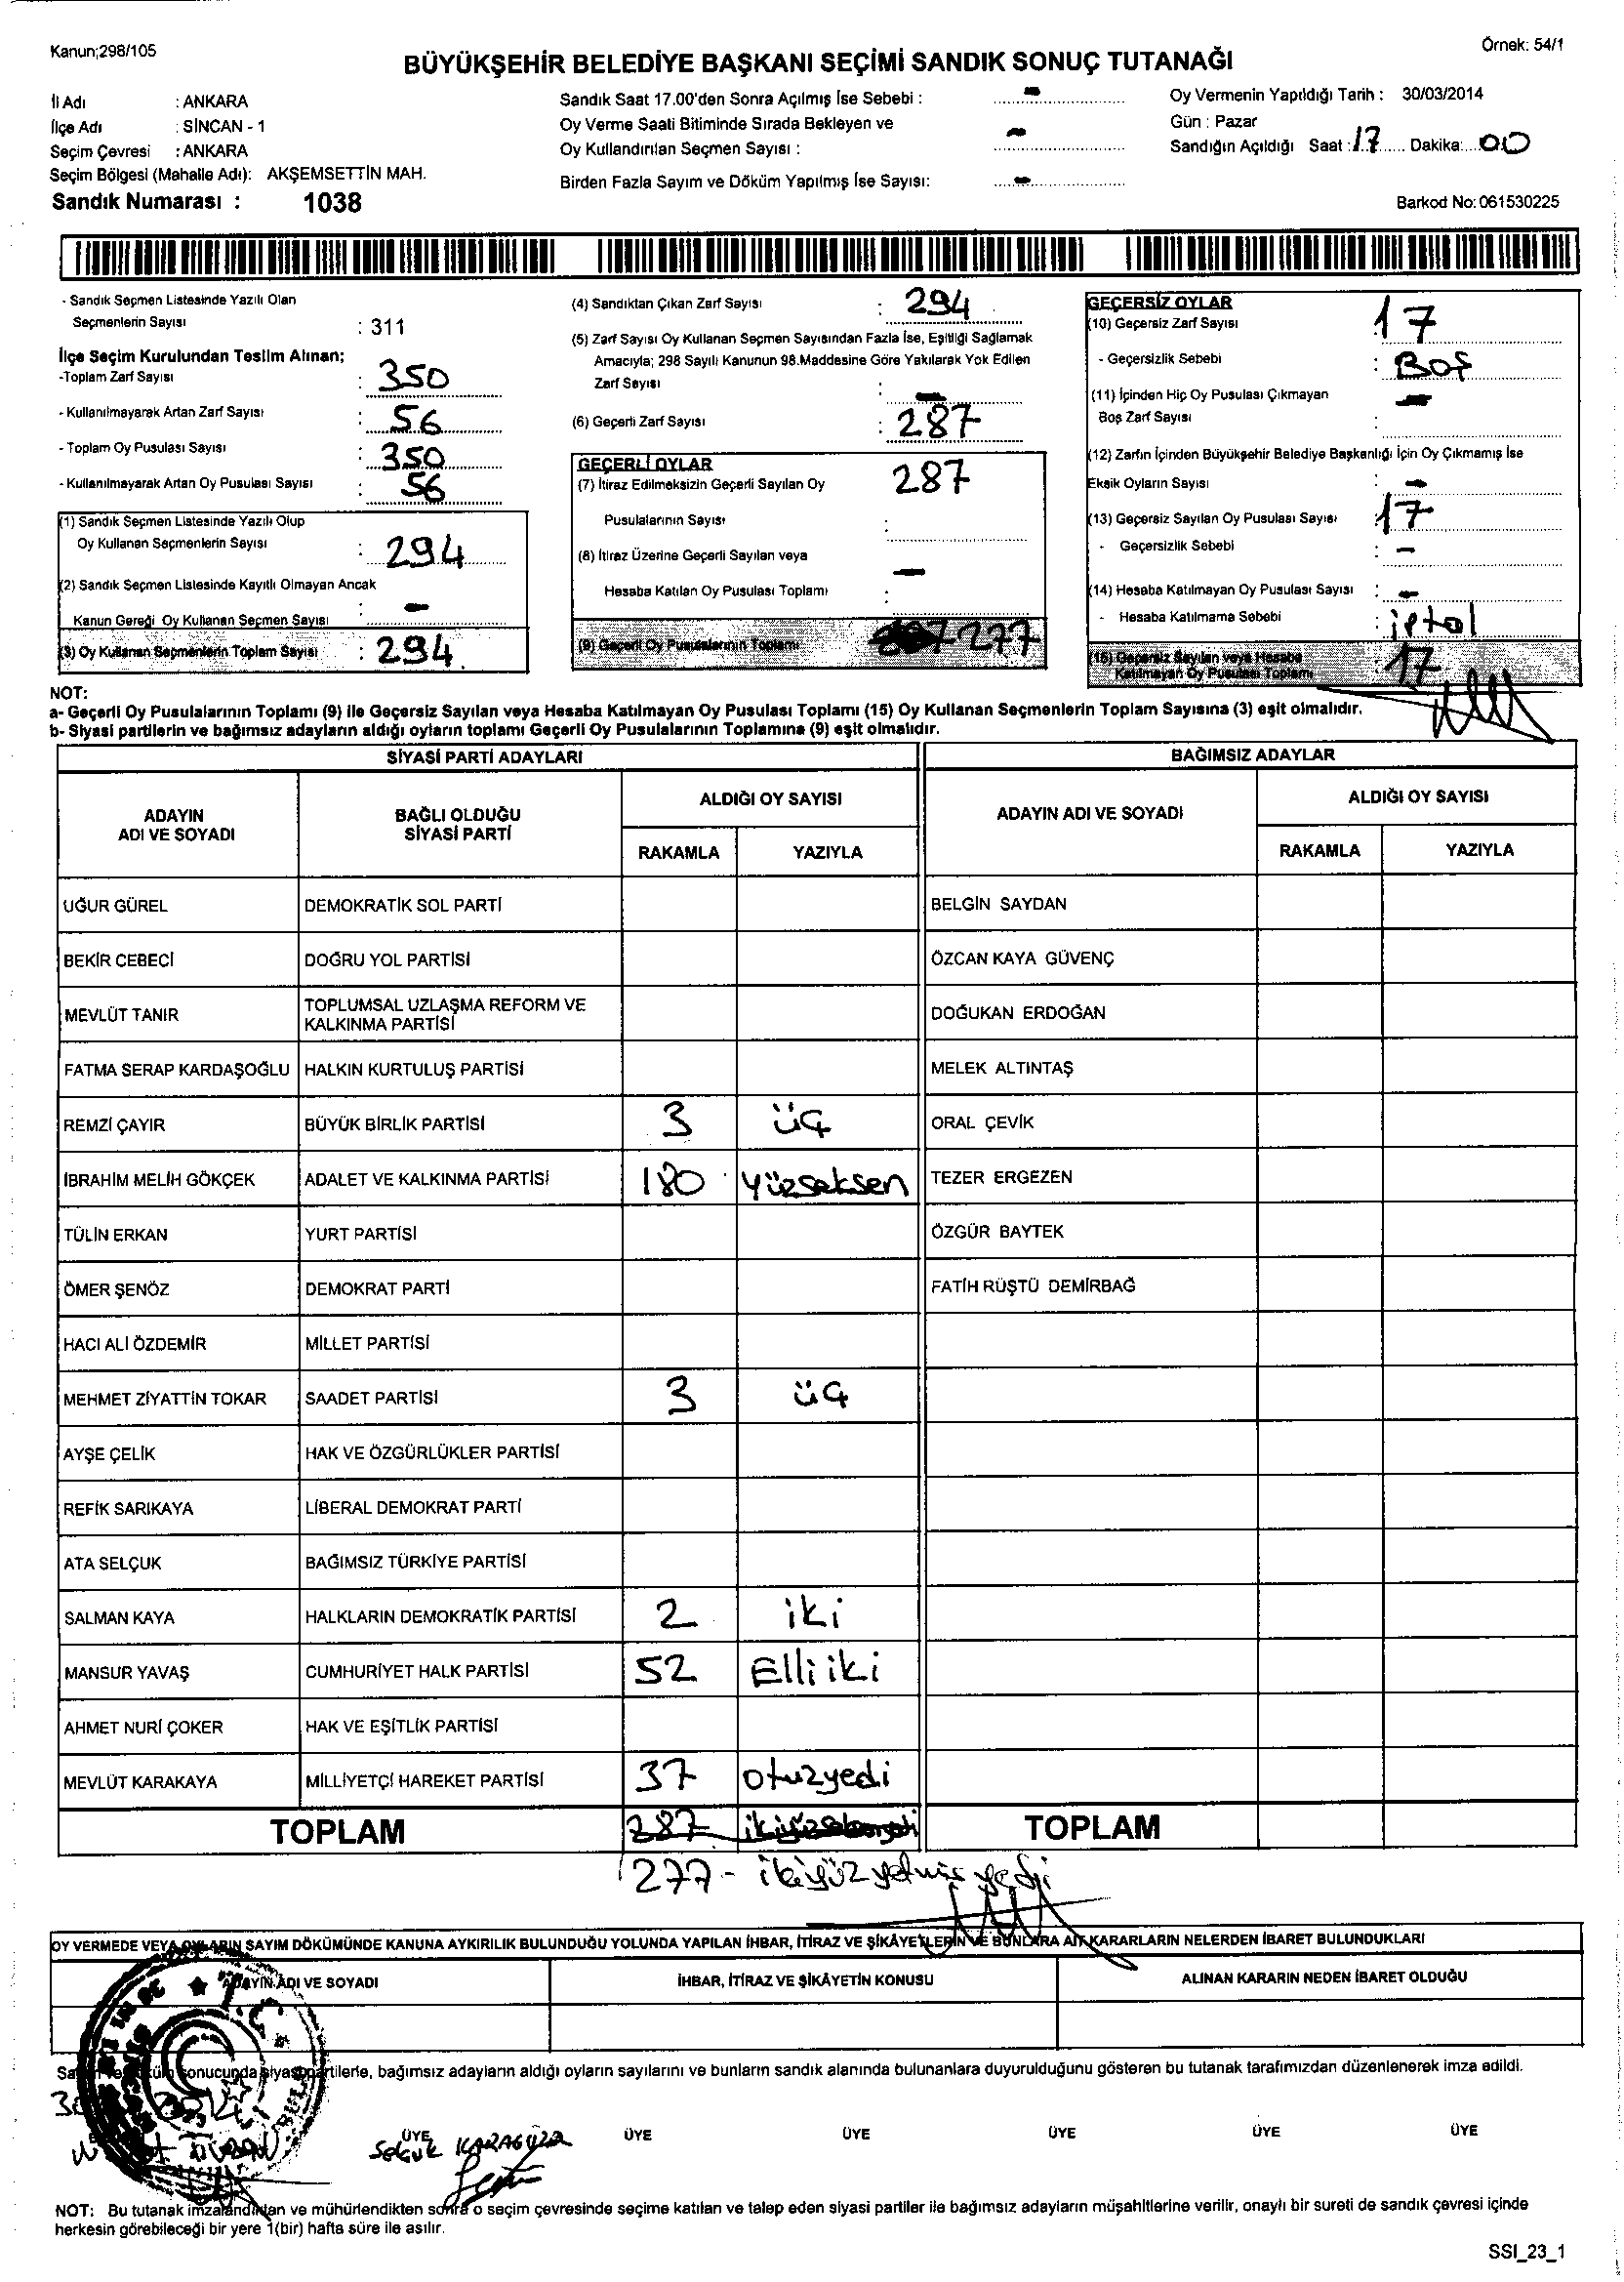 Kanun;298/105
Örnek: 54/1
BÜYÜKŞEHİR BELEDİYE BAŞKANI SEÇİMİ SANDIK SONUÇ TUTANAĞI
İl Adı : ANKARA
İlçe Adı : SİNCAN - 1
Seçim Çevresi : ANKARA
Seçim Bölgesi (Mahalle Adı): AKŞEMSETTİN MAH.
Sandık Numarası : 1038
Sandık Saat 17.00'den Sonra Açılmış İse Sebebi : -
Oy Verme Saati Bitiminde Sırada Bekleyen ve
Oy Kullandırılan Seçmen Sayısı : -
Birden Fazla Sayım ve Döküm Yapılmış İse Sayısı: -
Oy Vermenin Yapıldığı Tarih : 30/03/2014
Gün : Pazar
Sandığın Açıldığı Saat : 17 Dakika: 00
Barkod No: 061530225
- Sandık Seçmen Listesinde Yazılı Olan
Seçmenlerin Sayısı : 311
İlçe Seçim Kurulundan Teslim Alınan;
-Toplam Zarf Sayısı : 350
- Kullanılmayarak Artan Zarf Sayısı : 56
- Toplam Oy Pusulası Sayısı : 350
- Kullanılmayarak Artan Oy Pusulası Sayısı : 56
(1) Sandık Seçmen Listesinde Yazılı Olup
Oy Kullanan Seçmenlerin Sayısı : 294
(2) Sandık Seçmen Listesinde Kayıtlı Olmayan Ancak
Kanun Gereği Oy Kullanan Seçmen Sayısı : -
(3) Oy Kullanan Seçmenlerin Toplam Sayısı : 294
(4) Sandıktan Çıkan Zarf Sayısı : 294
(5) Zarf Sayısı Oy Kullanan Seçmen Sayısından Fazla İse, Eşitliği Sağlamak
Amacıyla; 298 Sayılı Kanunun 98.Maddesine Göre Yakılarak Yok Edilen
Zarf Sayısı : -
(6) Geçerli Zarf Sayısı : 287
GEÇERLİ OYLAR
(7) İtiraz Edilmeksizin Geçerli Sayılan Oy 287
Pusulalarının Sayısı :
(8) İtiraz Üzerine Geçerli Sayılan veya
Hesaba Katılan Oy Pusulası Toplamı : -
(9) Geçerli Oy Pusulalarının Toplamı 277
GEÇERSİZ OYLAR
(10) Geçersiz Zarf Sayısı 17
- Geçersizlik Sebebi : Boş
(11) İçinden Hiç Oy Pusulası Çıkmayan
Boş Zarf Sayısı : -
(12) Zarfın İçinden Büyükşehir Belediye Başkanlığı İçin Oy Çıkmamış İse
Eksik Oyların Sayısı : -
(13) Geçersiz Sayılan Oy Pusulası Sayısı : 17
- Geçersizlik Sebebi : -
(14) Hesaba Katılmayan Oy Pusulası Sayısı : -
- Hesaba Katılmama Sebebi : iptal
(15) Geçersiz Sayılan veya Hesaba
Katılmayan Oy Pusulası Toplamı : 17
NOT:
a- Geçerli Oy Pusulalarının Toplamı (9) ile Geçersiz Sayılan veya Hesaba Katılmayan Oy Pusulası Toplamı (15) Oy Kullanan Seçmenlerin Toplam Sayısına (3) eşit olmalıdır.
b- Siyasi partilerin ve bağımsız adayların aldığı oyların toplamı Geçerli Oy Pusulalarının Toplamına (9) eşit olmalıdır.
SİYASİ PARTİ ADAYLARI BAĞIMSIZ ADAYLAR
ADAYIN ADI VE SOYADI
BAĞLI OLDUĞU SİYASİ PARTİ
ALDIĞI OY SAYISI
RAKAMLA YAZIYLA
ADAYIN ADI VE SOYADI
ALDIĞI OY SAYISI
RAKAMLA YAZIYLA
UĞUR GÜREL DEMOKRATİK SOL PARTİ BELGİN SAYDAN
BEKİR CEBECİ DOĞRU YOL PARTİSİ ÖZCAN KAYA GÜVENÇ
MEVLÜT TANIR TOPLUMSAL UZLAŞMA REFORM VE KALKINMA PARTİSİ DOĞUKAN ERDOĞAN
FATMA SERAP KARDAŞOĞLU HALKIN KURTULUŞ PARTİSİ MELEK ALTINTAŞ
REMZİ ÇAYIR BÜYÜK BİRLİK PARTİSİ 3 üç ORAL ÇEVİK
İBRAHİM MELİH GÖKÇEK ADALET VE KALKINMA PARTİSİ 180 yüzseksen TEZER ERGEZEN
TÜLİN ERKAN YURT PARTİSİ ÖZGÜR BAYTEK
ÖMER ŞENÖZ DEMOKRAT PARTİ FATİH RÜŞTÜ DEMİRBAĞ
HACI ALİ ÖZDEMİR MİLLET PARTİSİ
MEHMET ZİYATTİN TOKAR SAADET PARTİSİ 3 üç
AYŞE ÇELİK HAK VE ÖZGÜRLÜKLER PARTİSİ
REFİK SARIKAYA LİBERAL DEMOKRAT PARTİ
ATA SELÇUK BAĞIMSIZ TÜRKİYE PARTİSİ
SALMAN KAYA HALKLARIN DEMOKRATİK PARTİSİ 2 iki
MANSUR YAVAŞ CUMHURİYET HALK PARTİSİ 52 Elli iki
AHMET NURİ ÇOKER HAK VE EŞİTLİK PARTİSİ
MEVLÜT KARAKAYA MİLLİYETÇİ HAREKET PARTİSİ 37 otuzyedi
TOPLAM 287 TOPLAM
277 - ikiyüz yetmiş yedi
OY VERMEDE VEYA OYLARIN SAYIM DÖKÜMÜNDE KANUNA AYKIRILIK BULUNDUĞU YOLUNDA YAPILAN İHBAR, İTİRAZ VE ŞİKÂYETLERİN VE BUNLARA AİT KARARLARIN NELERDEN İBARET BULUNDUKLARI
ADAYIN ADI VE SOYADI İHBAR, İTİRAZ VE ŞİKÂYETİN KONUSU ALINAN KARARIN NEDEN İBARET OLDUĞU
sonucunda siyasi partilerle, bağımsız adayların aldığı oyların sayılarını ve bunların sandık alanında bulunanlara duyurulduğunu gösteren bu tutanak tarafımızdan düzenlenerek imza edildi.
ÜYE ÜYE ÜYE ÜYE ÜYE ÜYE
Selçuk KARAGÖZ
NOT: Bu tutanak imzalandıktan ve mühürlendikten sonra o seçim çevresinde seçime katılan ve talep eden siyasi partiler ile bağımsız adayların müşahitlerine verilir, onaylı bir sureti de sandık çevresi içinde
herkesin görebileceği bir yere 1(bir) hafta süre ile asılır.
SSI_23_1